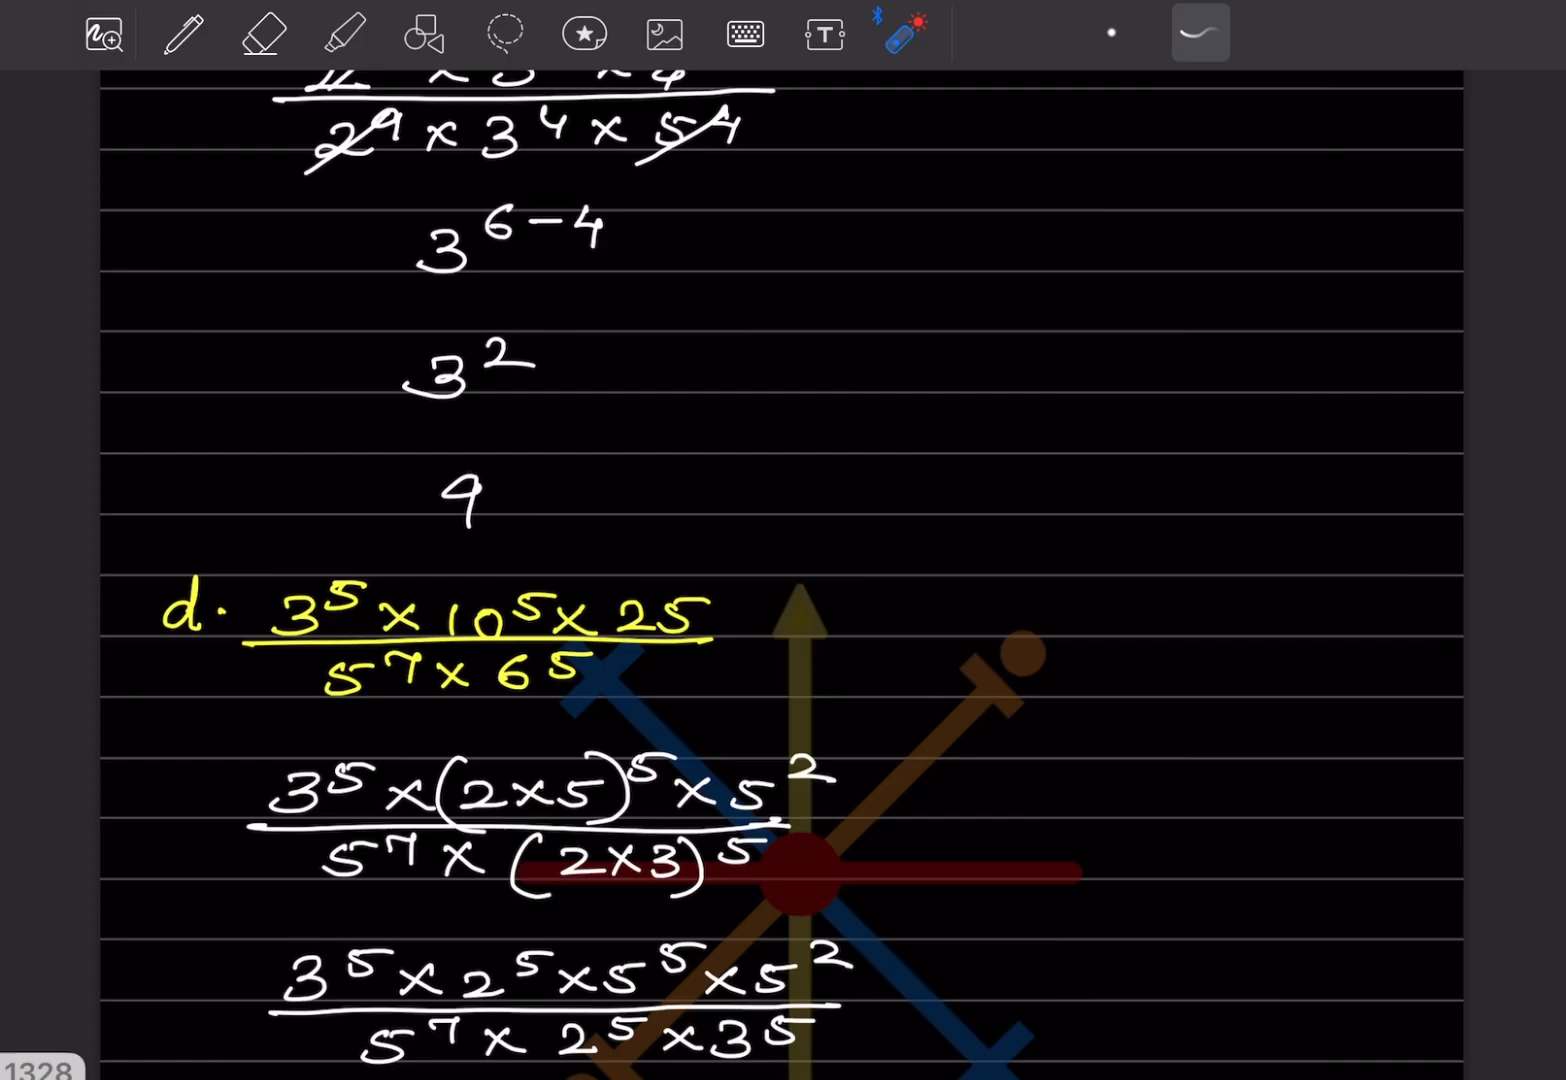 2⁹ × 3⁴ × 5⁴
3⁶⁻⁴
3²
9
d. 3⁵ × 10⁵ × 25
5⁷ × 6⁵
3⁵ × (2 × 5)⁵ × 5²
5⁷ × (2 × 3)⁵
3⁵ × 2⁵ × 5⁵ × 5²
5⁷ × 2⁵ × 3⁵
1328